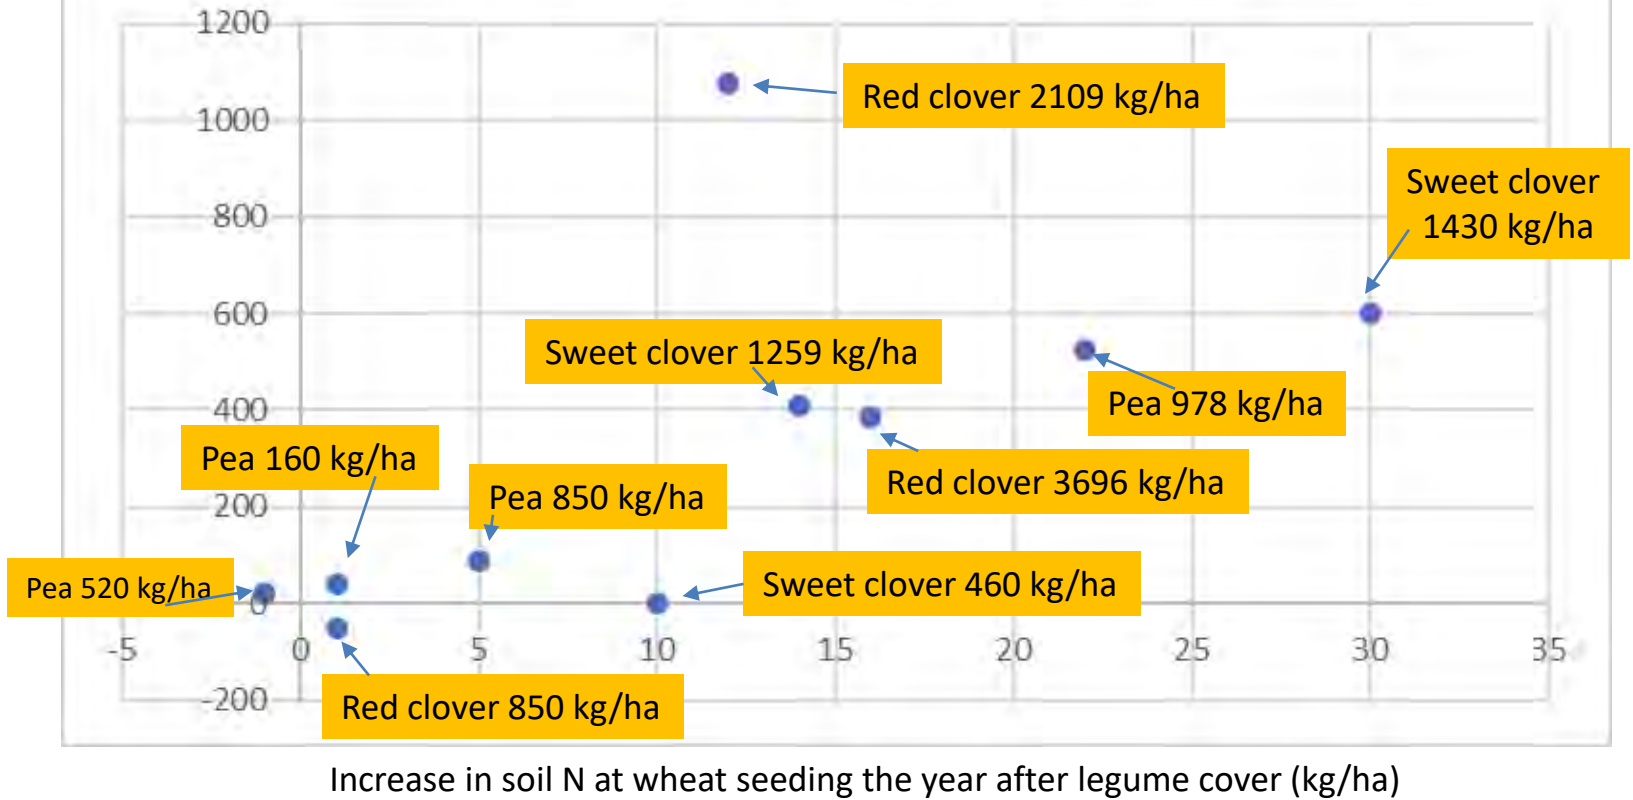 1200
Red clover 2109 kg/ha
1000
Sweet clover
1430 kg/ha
800
600
Sweet clover 1259 kg/ha
Pea 978 kg/ha
400
Pea 160 kg/ha
Red clover 3696 kg/ha
Pea 850 kg/ha
200
Pea 520 kg/ha
Sweet clover 460 kg/ha
0
-5 0 5 10 15 20 25 30 35
-200
Red clover 850 kg/ha
Increase in soil N at wheat seeding the year after legume cover (kg/ha)